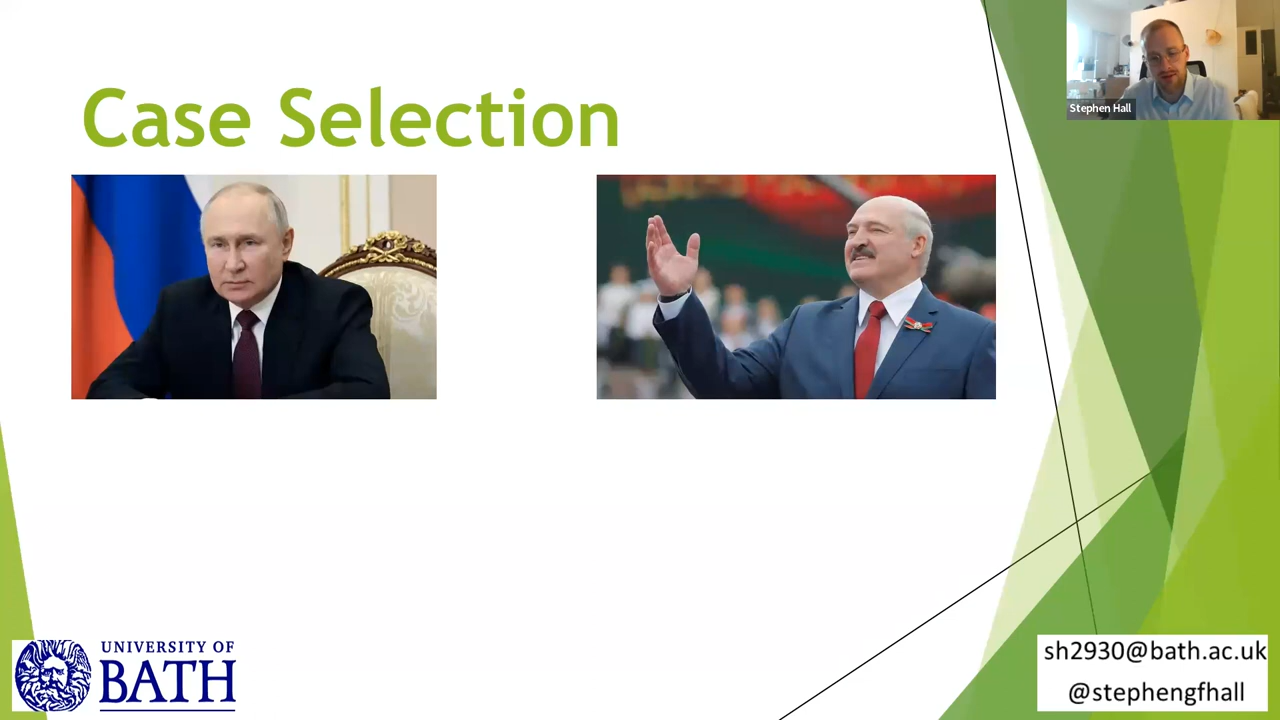 Case Selection
Stephen Hall
UNIVERSITY OF
BATH
sh2930@bath.ac.uk
@stephengfhall